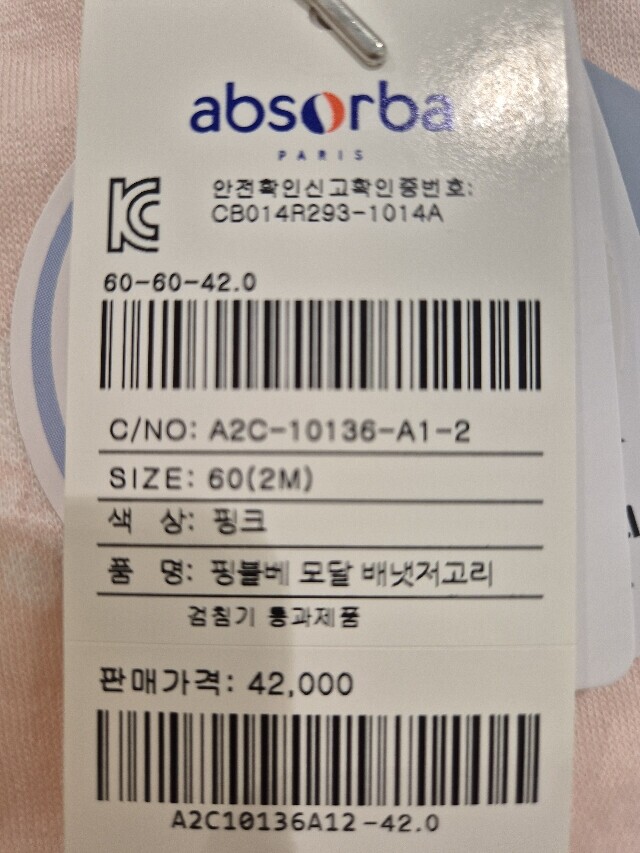 absorba
PARIS
안전확인신고확인증번호:
CB014R293-1014A
60-60-42.0
C/NO: A2C-10136-A1-2
SIZE: 60(2M)
색 상: 핑크
품 명: 핑블베 모달 배냇저고리
검침기 통과제품
판매가격: 42,000
A2C10136A12-42.0